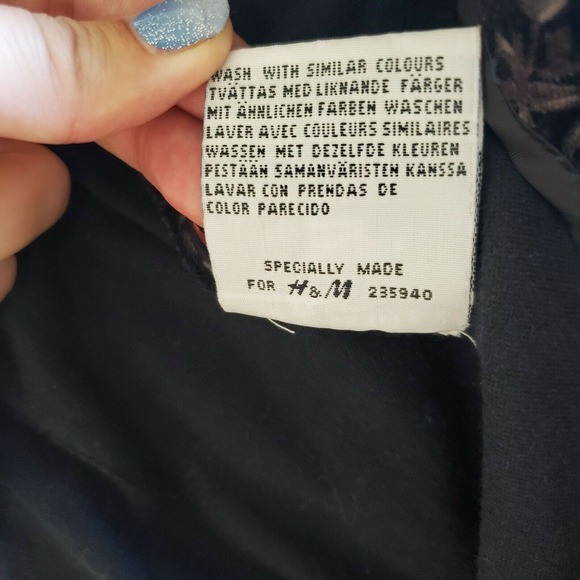 WASH WITH SIMILAR COLOURS
TVÄTTAS MED LIKNANDE FÄRGER
MIT ÄHNLICHEN FARBEN WASCHEN
LAVER AVEC COULEURS SIMILAIRES
WASSEN MET DEZELFDE KLEUREN
PESTÄÄN SAMANVÄRISTEN KANSSA
LAVAR CON PRENDAS DE
COLOR PARECIDO
SPECIALLY MADE
FOR H&M 235940